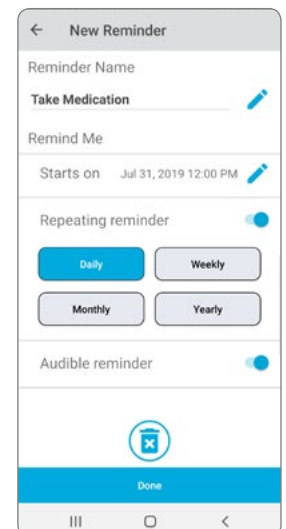 New Reminder
Reminder Name
Take Medication
Remind Me
Starts on Jul 31, 2019 12:00 PM
Repeating reminder
Daily Weekly
Monthly Yearly
Audible reminder
Done